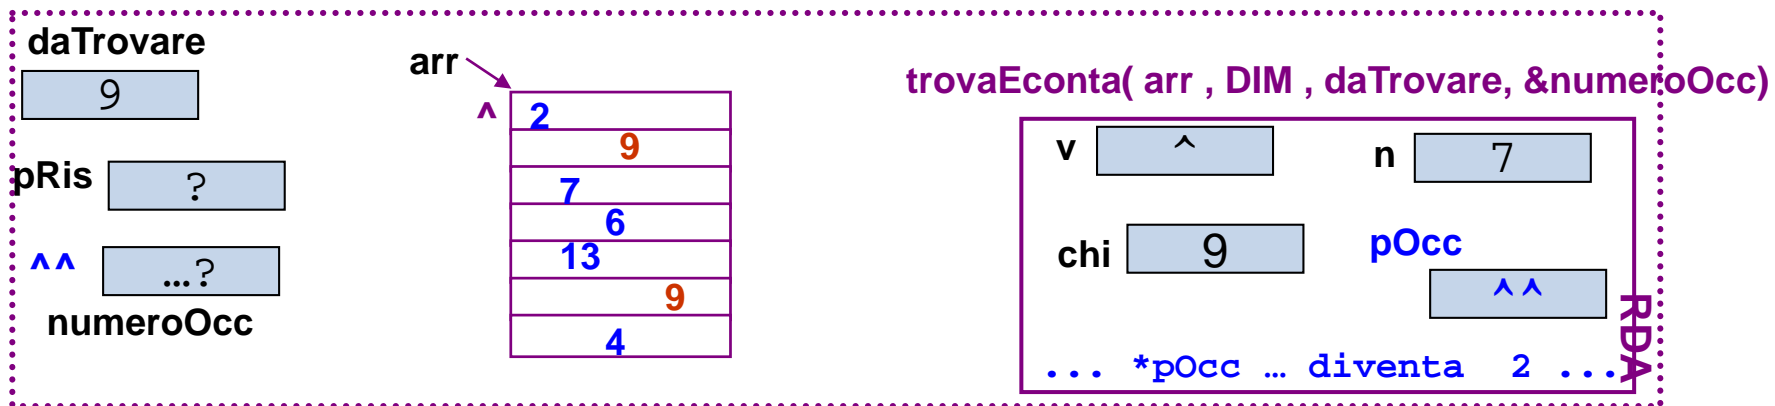 daTrovare
9
pRis ?
^^ …?
numeroOcc
arr
^ 2
9
7
6
13
9
4
trovaEconta( arr , DIM , daTrovare, &numeroOcc)
v ^ n 7
chi 9 pOcc
^^
... *pOcc … diventa 2 ...
RDA